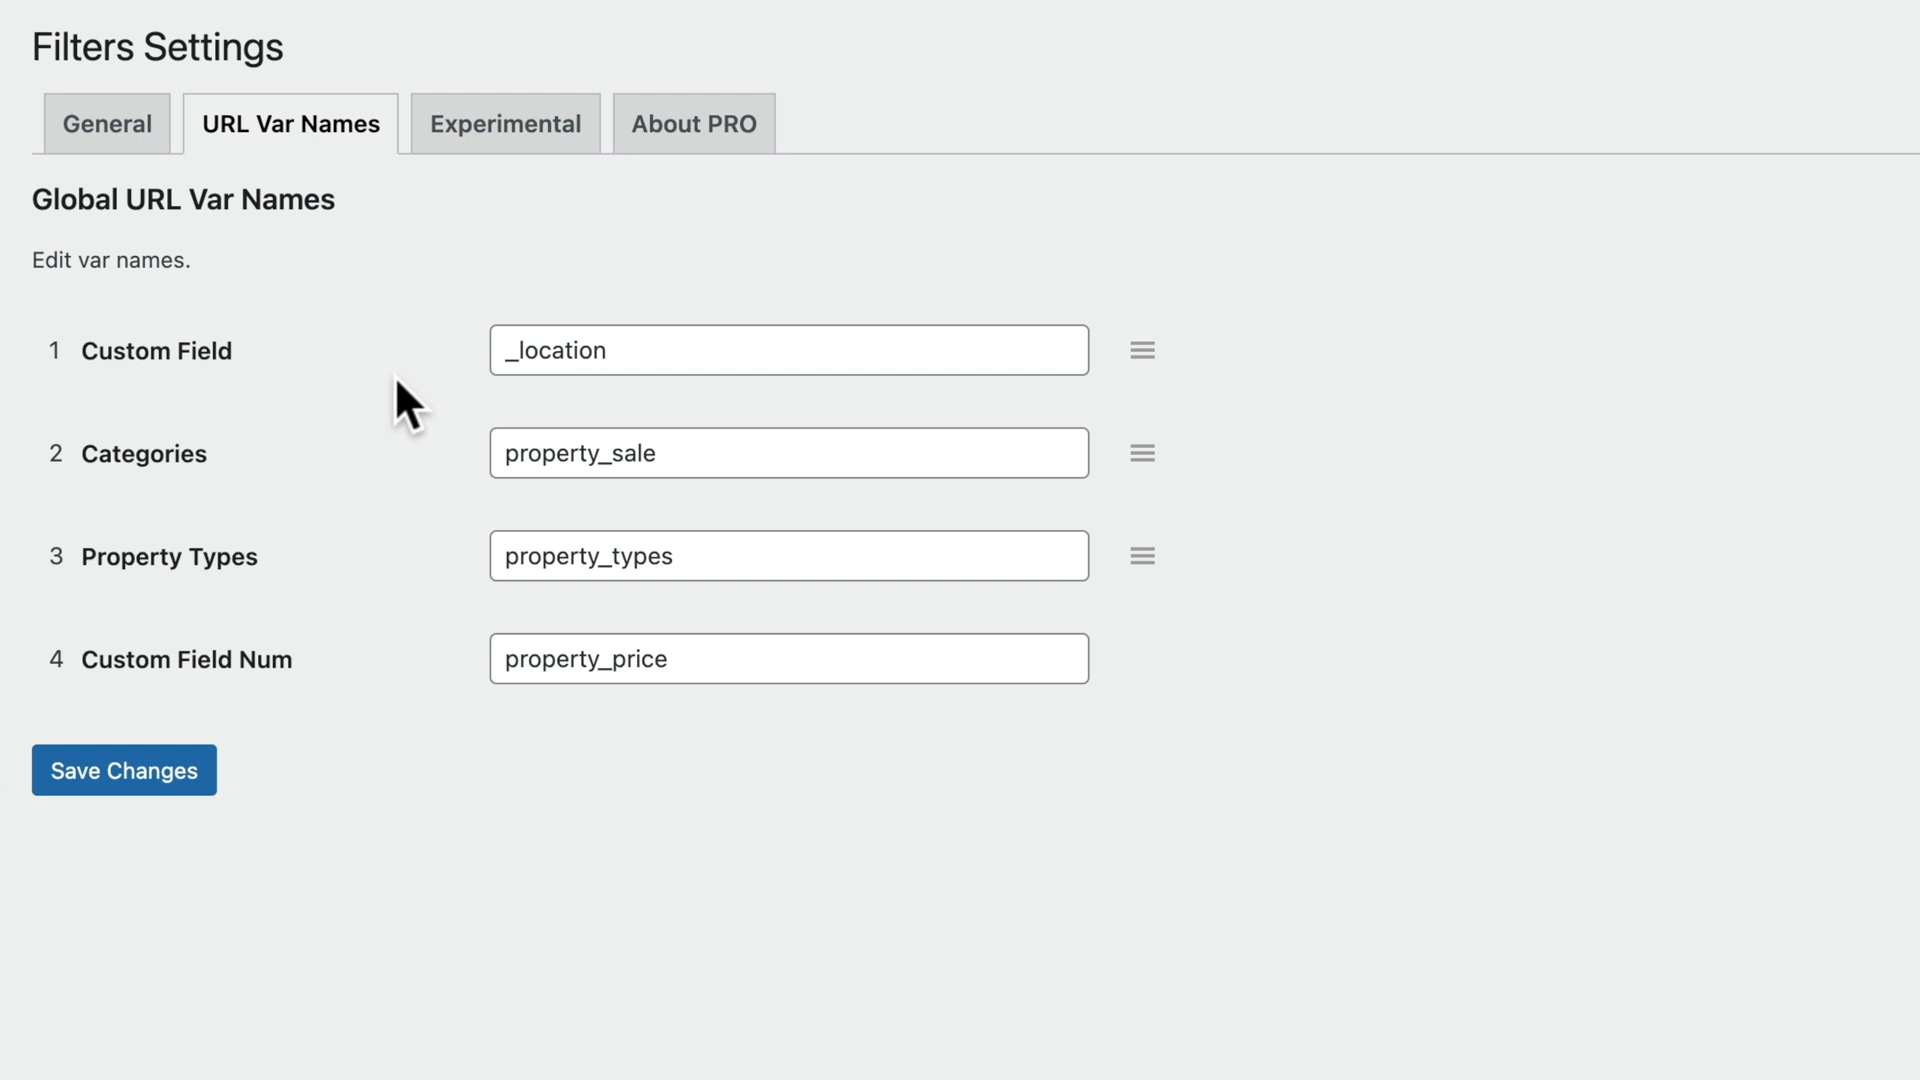 Filters Settings
General URL Var Names Experimental About PRO
Global URL Var Names
Edit var names.
1 Custom Field _location
2 Categories property_sale
3 Property Types property_types
4 Custom Field Num property_price
Save Changes